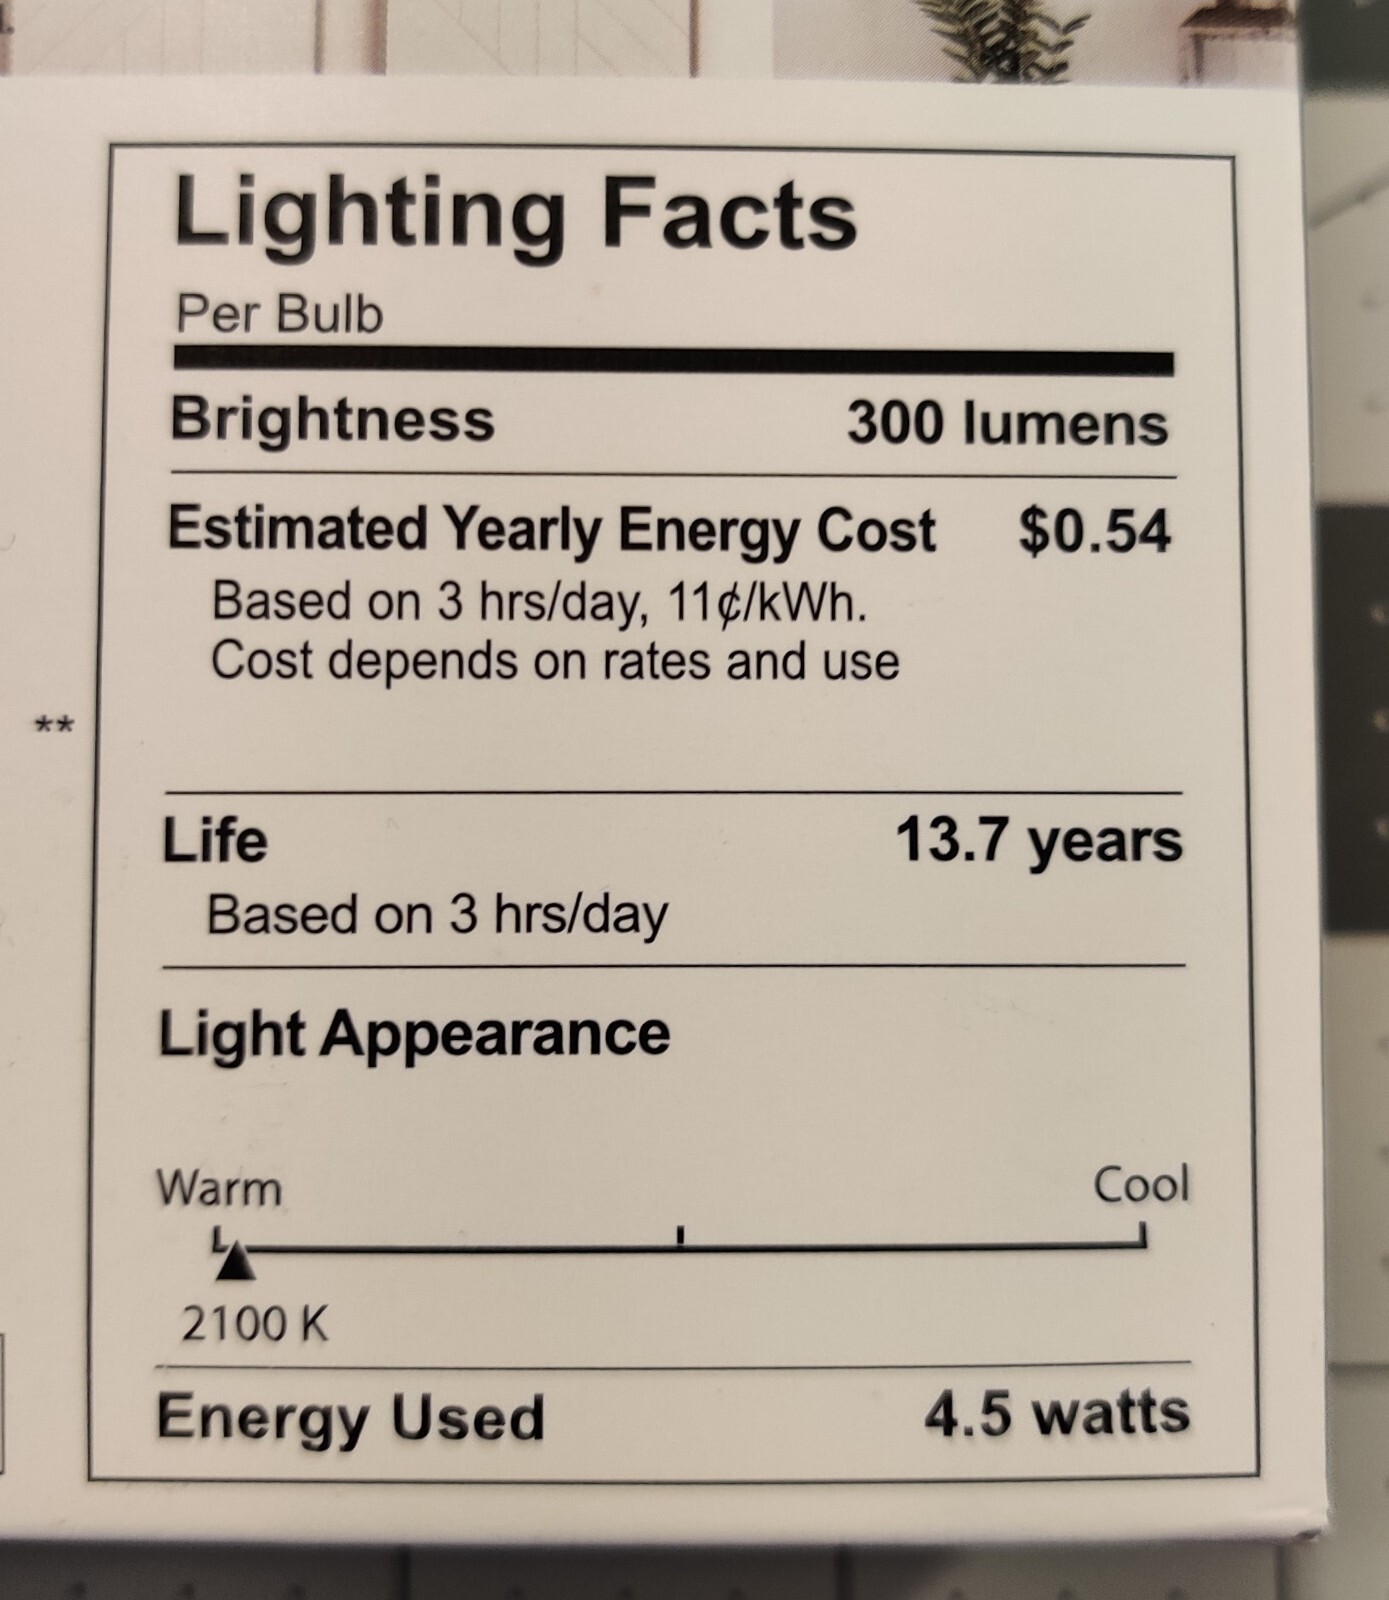 Lighting Facts
Per Bulb
Brightness 300 lumens
Estimated Yearly Energy Cost $0.54
Based on 3 hrs/day, 11¢/kWh.
Cost depends on rates and use
**
Life 13.7 years
Based on 3 hrs/day
Light Appearance
Warm Cool
2100 K
Energy Used 4.5 watts